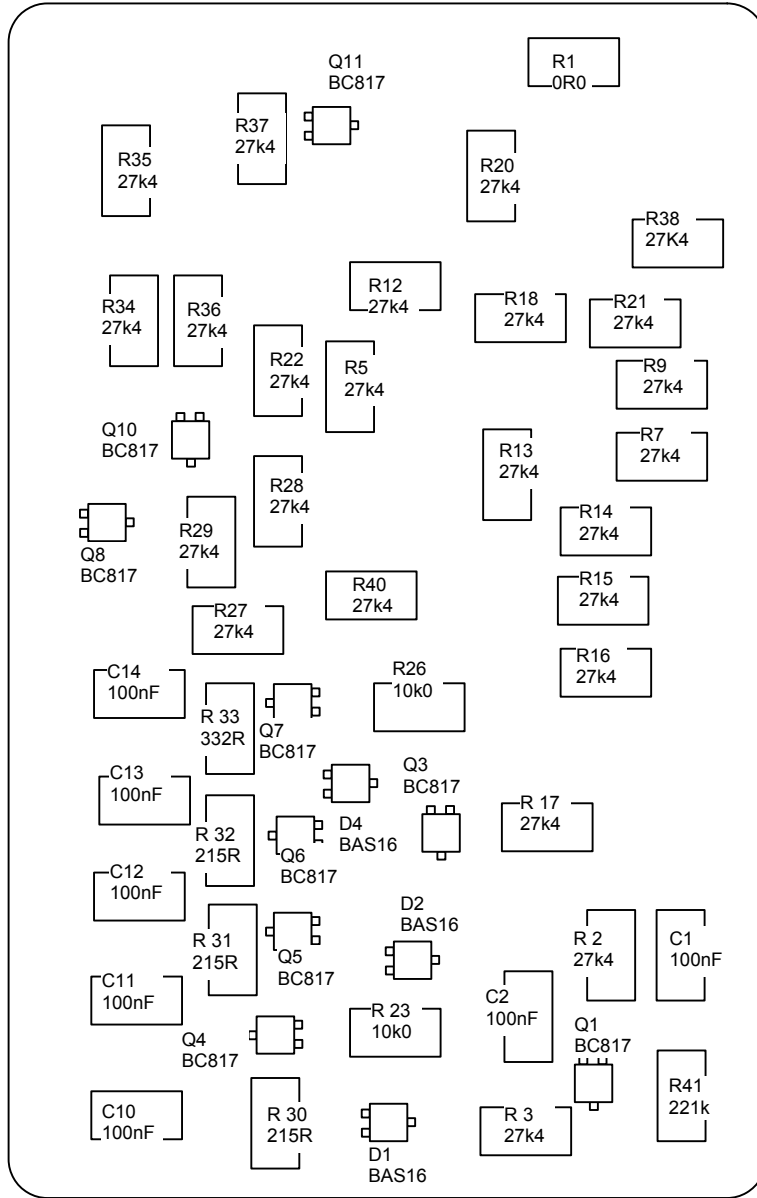 Q11
BC817
R1
0R0
R37
27k4
R35
27k4
R20
27k4
R38
27K4
R12
27k4
R18
27k4
R21
27k4
R34
27k4
R36
27k4
R22
27k4
R5
27k4
R9
27k4
Q10
BC817
R13
27k4
R7
27k4
R28
27k4
R14
27k4
R29
27k4
Q8
BC817
R40
27k4
R15
27k4
R27
27k4
R16
27k4
C14
100nF
R26
10k0
R 33
332R
Q7
BC817
Q3
BC817
C13
100nF
R 17
27k4
R 32
215R
D4
BAS16
Q6
BC817
C12
100nF
D2
BAS16
R 31
215R
Q5
BC817
R 2
27k4
C1
100nF
C11
100nF
C2
100nF
R 23
10k0
Q1
BC817
Q4
BC817
R41
221k
C10
100nF
R 30
215R
R 3
27k4
D1
BAS16